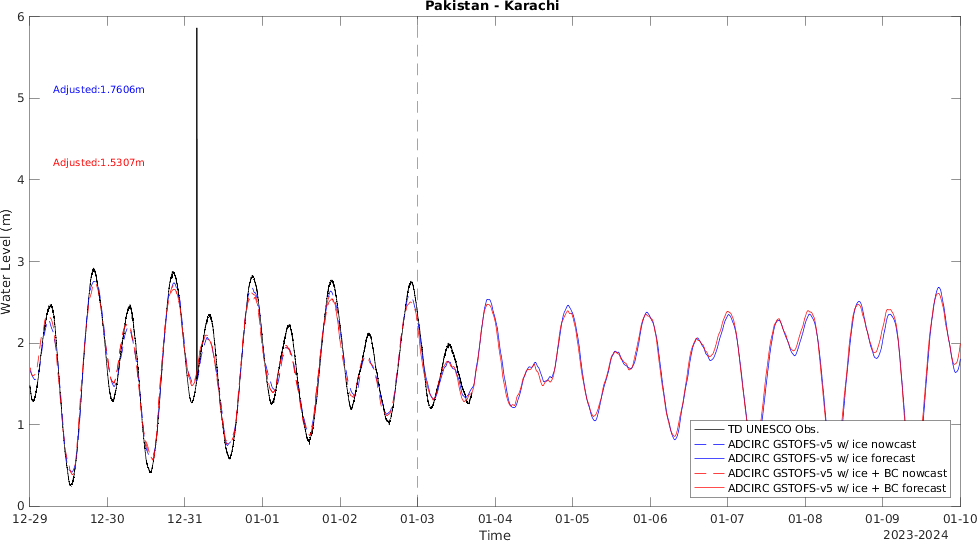 Pakistan - Karachi
6
5
4
3
2
1
0
Water Level (m)
Adjusted:1.7606m
Adjusted:1.5307m
TD UNESCO Obs.
ADCIRC GSTOFS-v5 w/ ice nowcast
ADCIRC GSTOFS-v5 w/ ice forecast
ADCIRC GSTOFS-v5 w/ ice + BC nowcast
ADCIRC GSTOFS-v5 w/ ice + BC forecast
12-29 12-30 12-31 01-01 01-02 01-03 01-04 01-05 01-06 01-07 01-08 01-09 01-10
Time
2023-2024